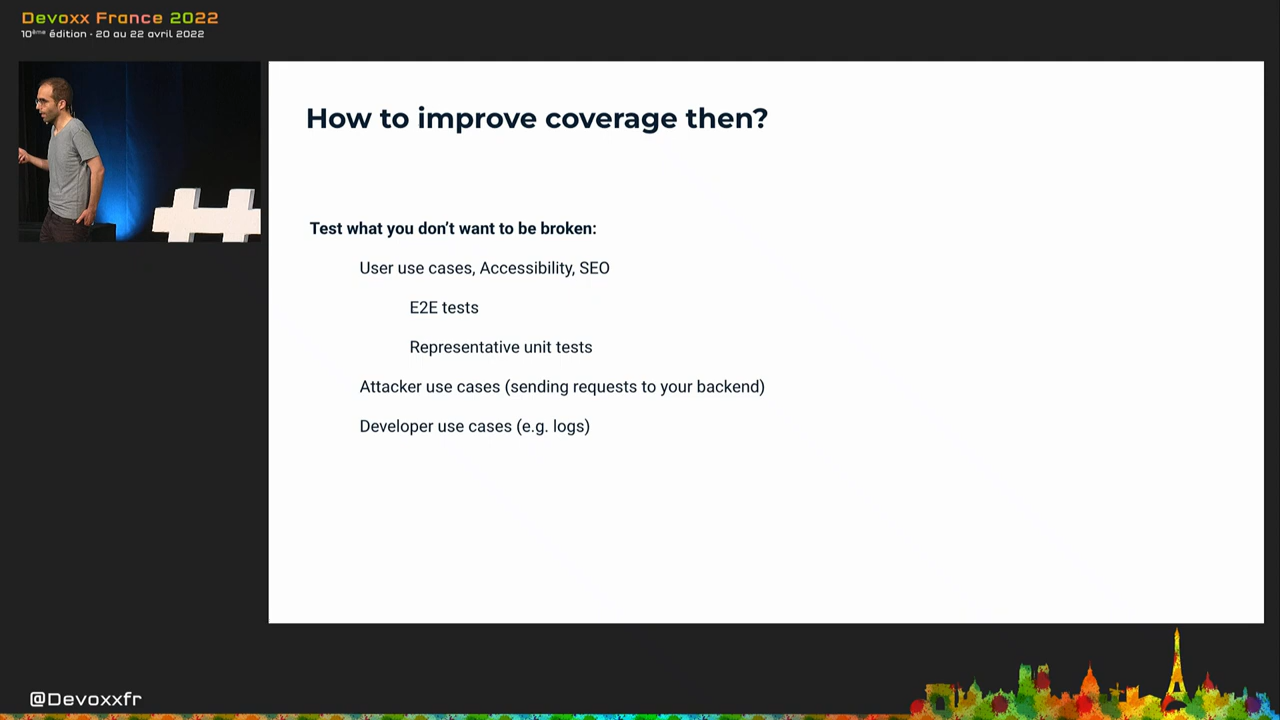 Devoxx France 2022
10ème édition · 20 au 22 avril 2022
How to improve coverage then?
Test what you don’t want to be broken:
User use cases, Accessibility, SEO
E2E tests
Representative unit tests
Attacker use cases (sending requests to your backend)
Developer use cases (e.g. logs)
@Devoxxfr